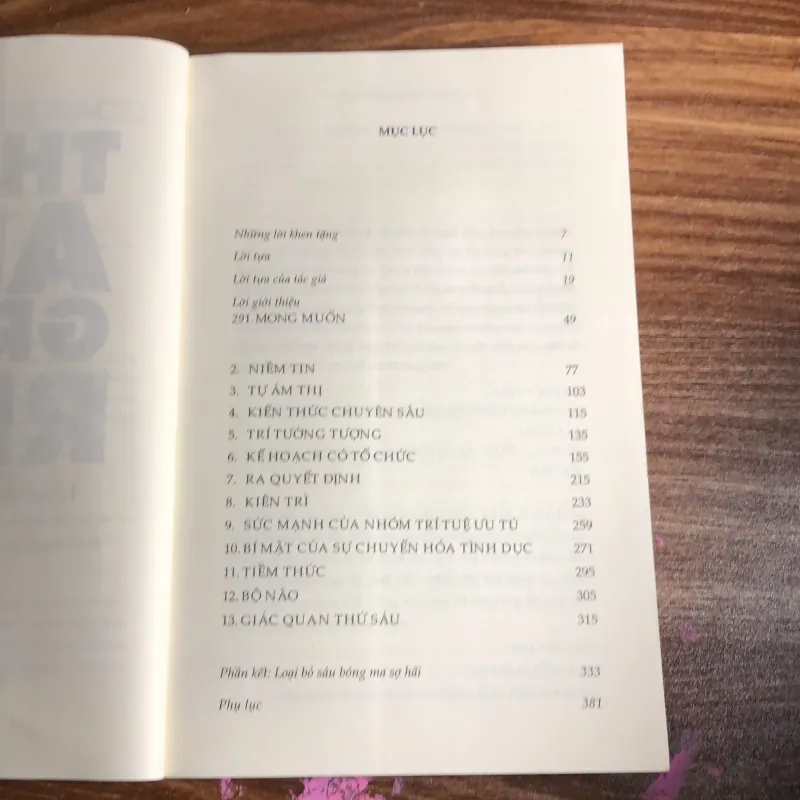 MỤC LỤC
Những lời khen tặng 7
Lời tựa 11
Lời tựa của tác giả 19
Lời giới thiệu
291. MONG MUỐN 49
2. NIỀM TIN 77
3. TỰ ÁM THỊ 103
4. KIẾN THỨC CHUYÊN SÂU 115
5. TRÍ TƯỞNG TƯỢNG 135
6. KẾ HOẠCH CÓ TỔ CHỨC 155
7. RA QUYẾT ĐỊNH 215
8. KIÊN TRÌ 233
9. SỨC MẠNH CỦA NHÓM TRÍ TUỆ ƯU TÚ 259
10. BÍ MẬT CỦA SỰ CHUYỂN HÓA TÌNH DỤC 271
11. TIỀM THỨC 295
12. BỘ NÃO 305
13. GIÁC QUAN THỨ SÁU 315
Phần kết: Loại bỏ sáu bóng ma sợ hãi 333
Phụ lục 381